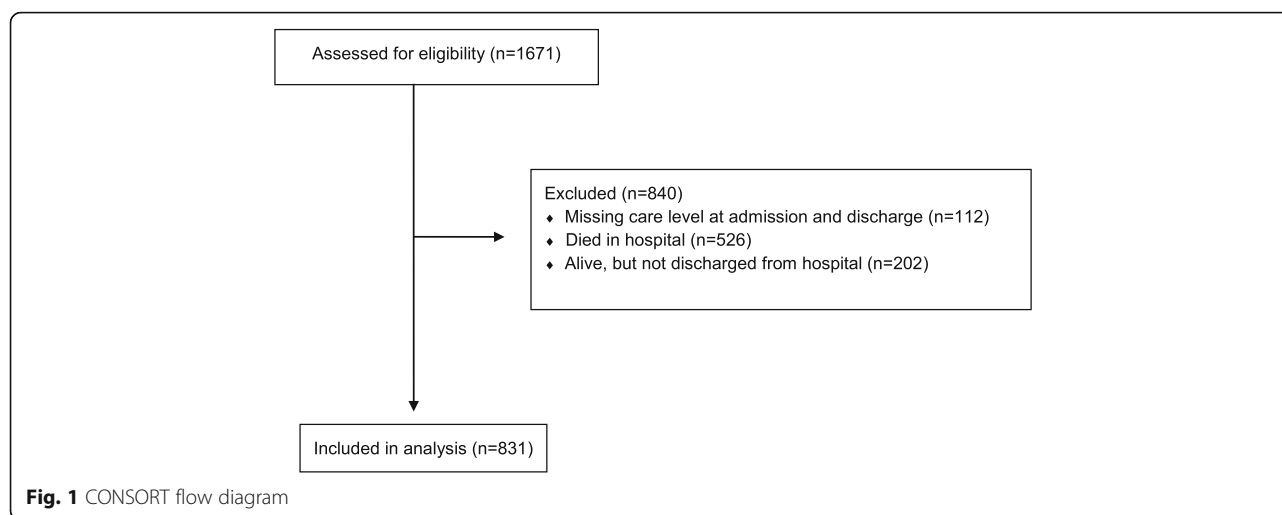 Assessed for eligibility (n=1671)
Excluded (n=840)
♦ Missing care level at admission and discharge (n=112)
♦ Died in hospital (n=526)
♦ Alive, but not discharged from hospital (n=202)
Included in analysis (n=831)
Fig. 1 CONSORT flow diagram